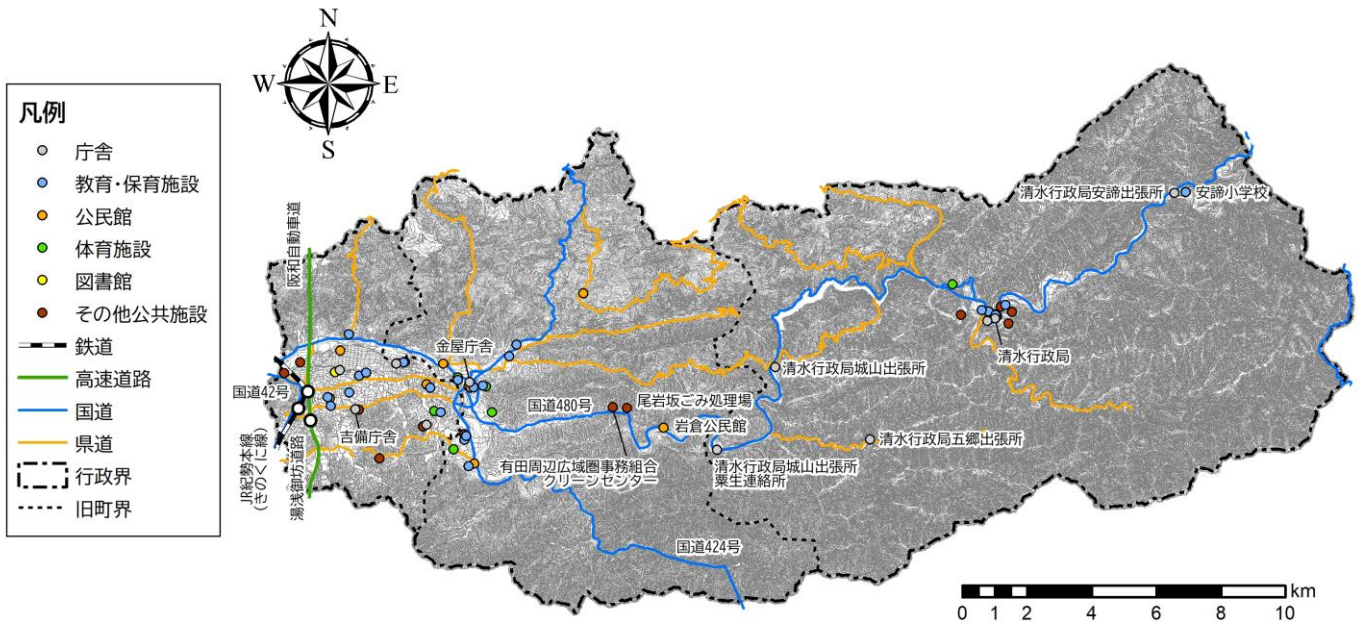 N
W
E
S
凡例
庁舎
教育・保育施設
公民館
体育施設
図書館
その他公共施設
鉄道
高速道路
国道
県道
行政界
旧町界
阪和自動車道
清水行政局安諦出張所
安諦小学校
金屋庁舎
清水行政局
清水行政局城山出張所
国道42号
国道480号
尾岩坂ごみ処理場
岩倉公民館
吉備庁舎
清水行政局五郷出張所
有田周辺広域圏事務組合
クリーンセンター
清水行政局城山出張所
粟生連絡所
JR紀勢本線
(きのくに線)
湯浅御坊道路
国道424号
km
0 1 2 4 6 8 10